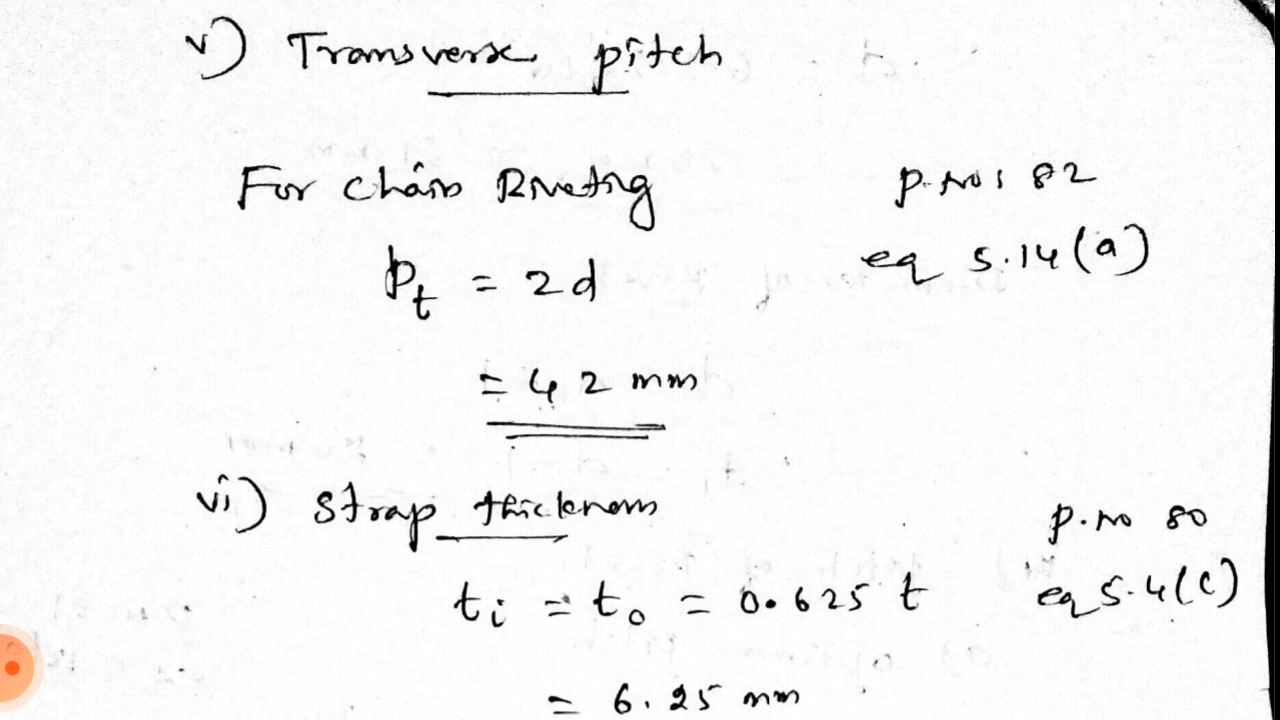 v) Transverse pitch
For chain Riveting p.no: 82
eq 5.14(a)
Pt = 2d
= 42 mm
vi) Strap thickness p.no 80
ti = to = 0.625 t eq 5.4(c)
= 6.25 mm